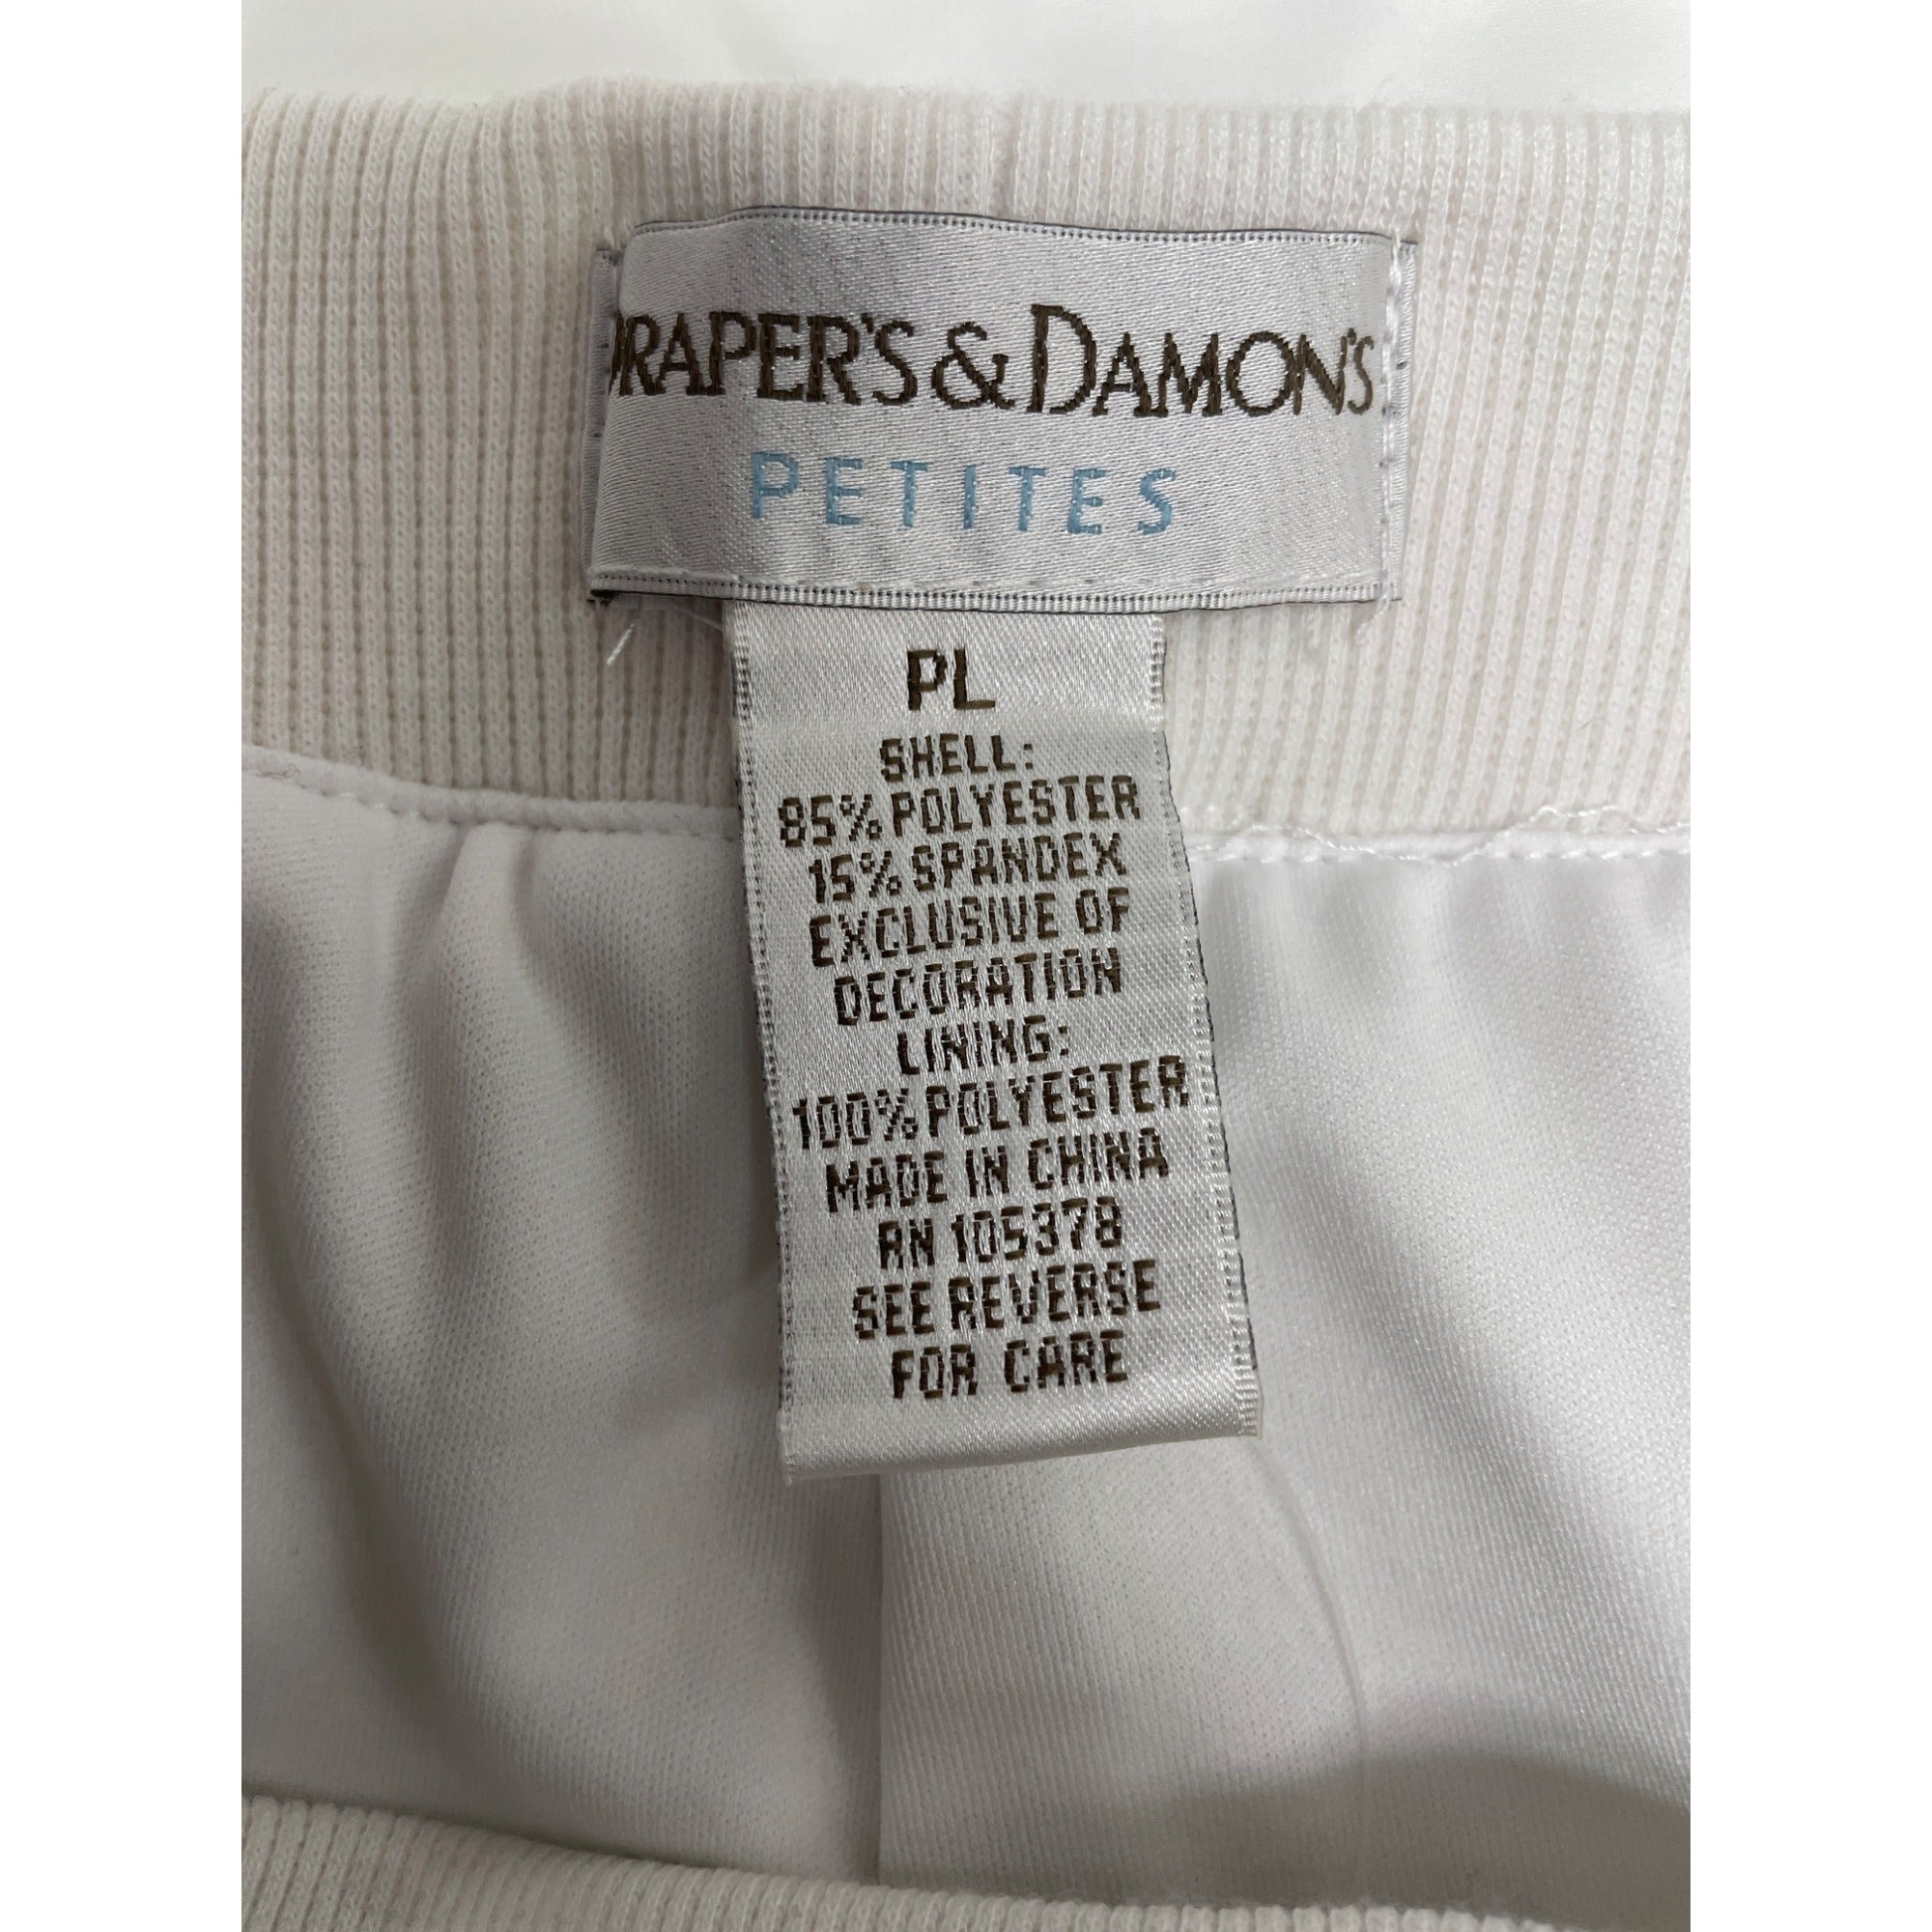 DRAPER'S & DAMON'S
PETITES
PL
SHELL:
85% POLYESTER
15% SPANDEX
EXCLUSIVE OF
DECORATION
LINING:
100% POLYESTER
MADE IN CHINA
RN 105378
SEE REVERSE
FOR CARE